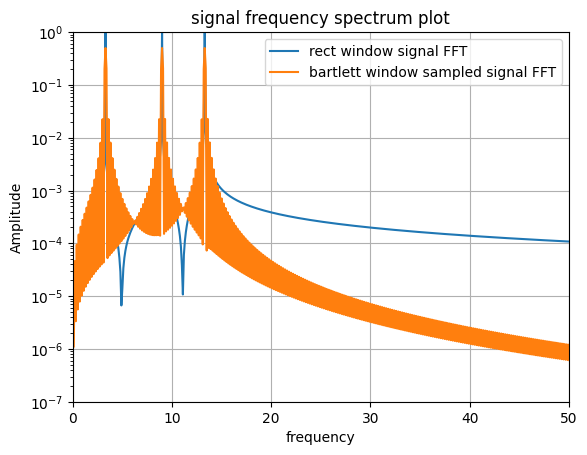 signal frequency spectrum plot
rect window signal FFT
bartlett window sampled signal FFT
Amplitude
10⁰
10⁻¹
10⁻²
10⁻³
10⁻⁴
10⁻⁵
10⁻⁶
10⁻⁷
0 10 20 30 40 50
frequency